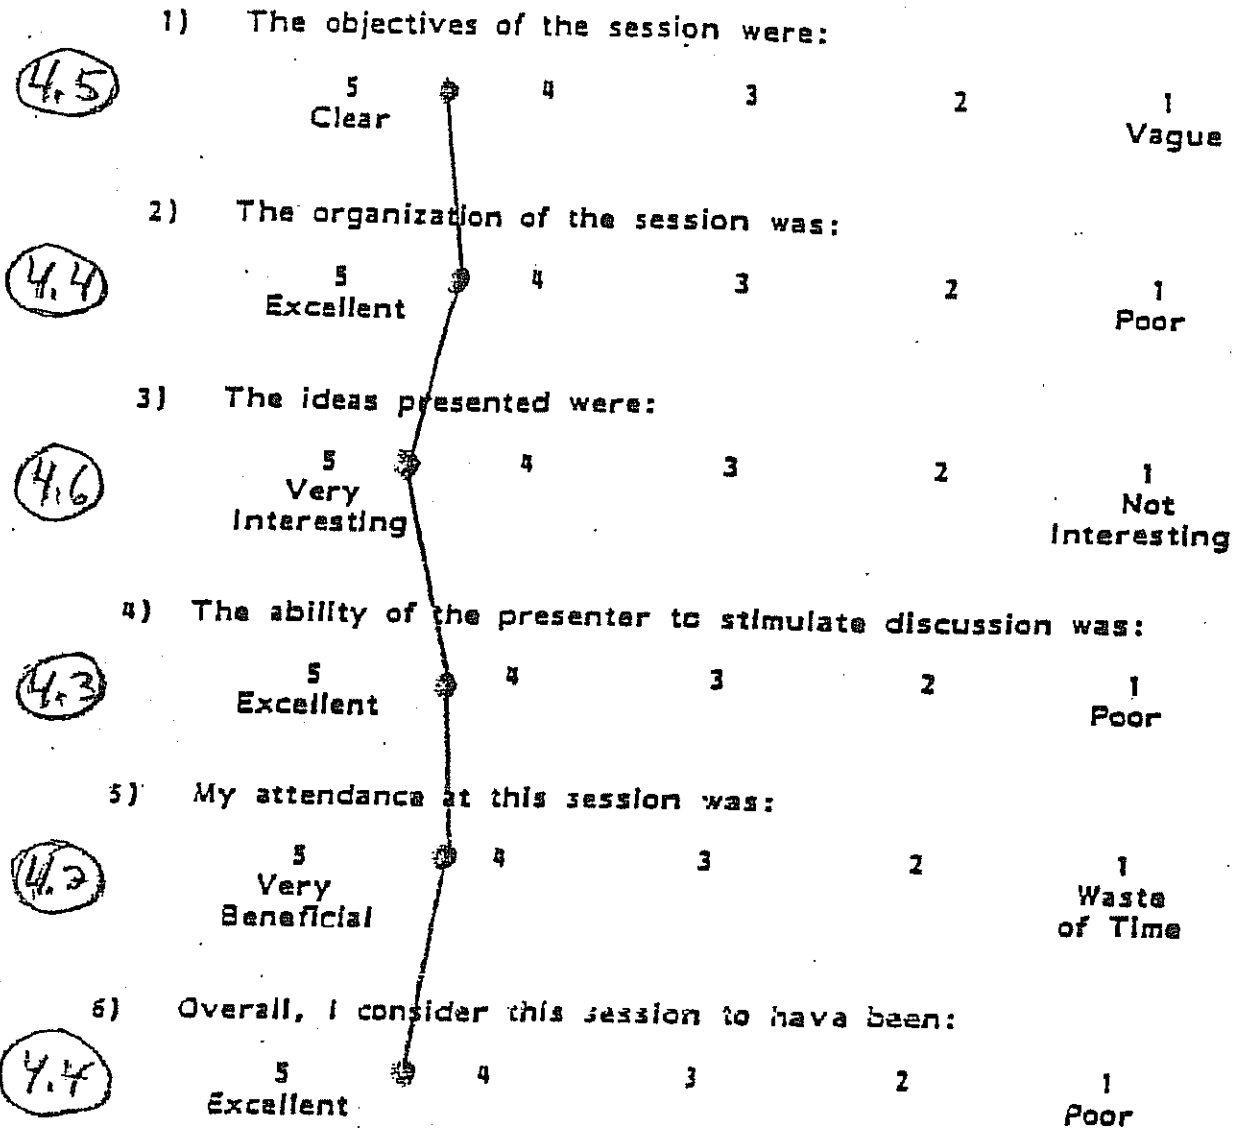 1) The objectives of the session were:
4.5
5 4 3 2 1
Clear Vague
2) The organization of the session was:
4.4
5 4 3 2 1
Excellent Poor
3) The ideas presented were:
4.6
5 4 3 2 1
Very Not
Interesting Interesting
4) The ability of the presenter to stimulate discussion was:
4.3
5 4 3 2 1
Excellent Poor
5) My attendance at this session was:
4.2
5 4 3 2 1
Very Waste
Beneficial of Time
6) Overall, I consider this session to have been:
4.4
5 4 3 2 1
Excellent Poor